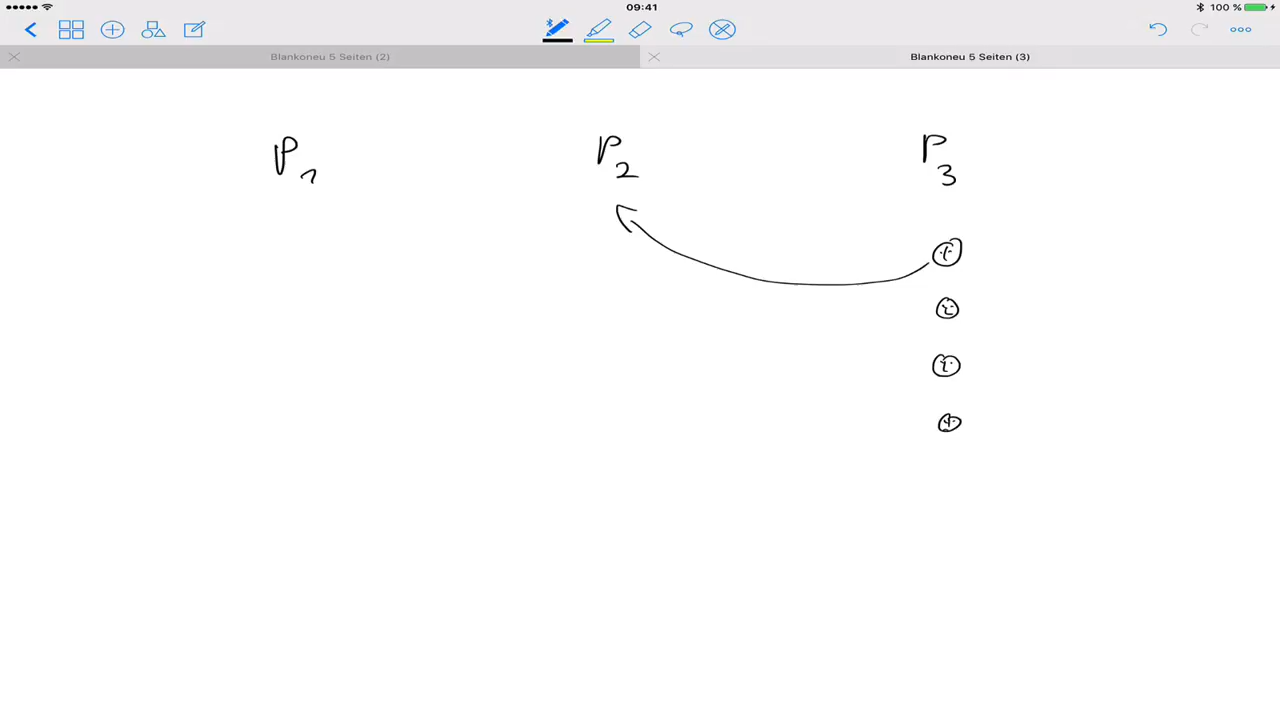 09:41
100 %
Blankoneu 5 Seiten (2)
Blankoneu 5 Seiten (3)
P1 P2 P3
+
+
+
+